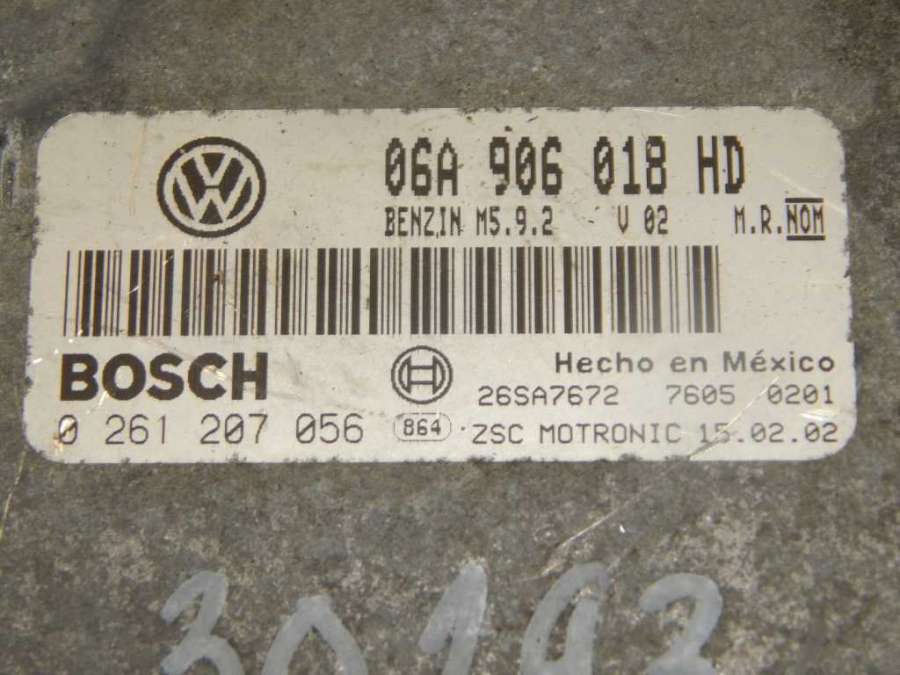 06A 906 018 HD
BENZIN M5.9.2 V 02 M.R.NOM
BOSCH
Hecho en México
26SA7672 7605 0201
0 261 207 056 864 ZSC MOTRONIC 15.02.02